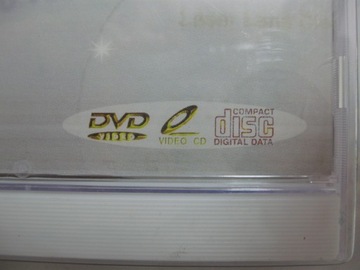 DVD
VIDEO
VIDEO CD
COMPACT
disc
DIGITAL DATA